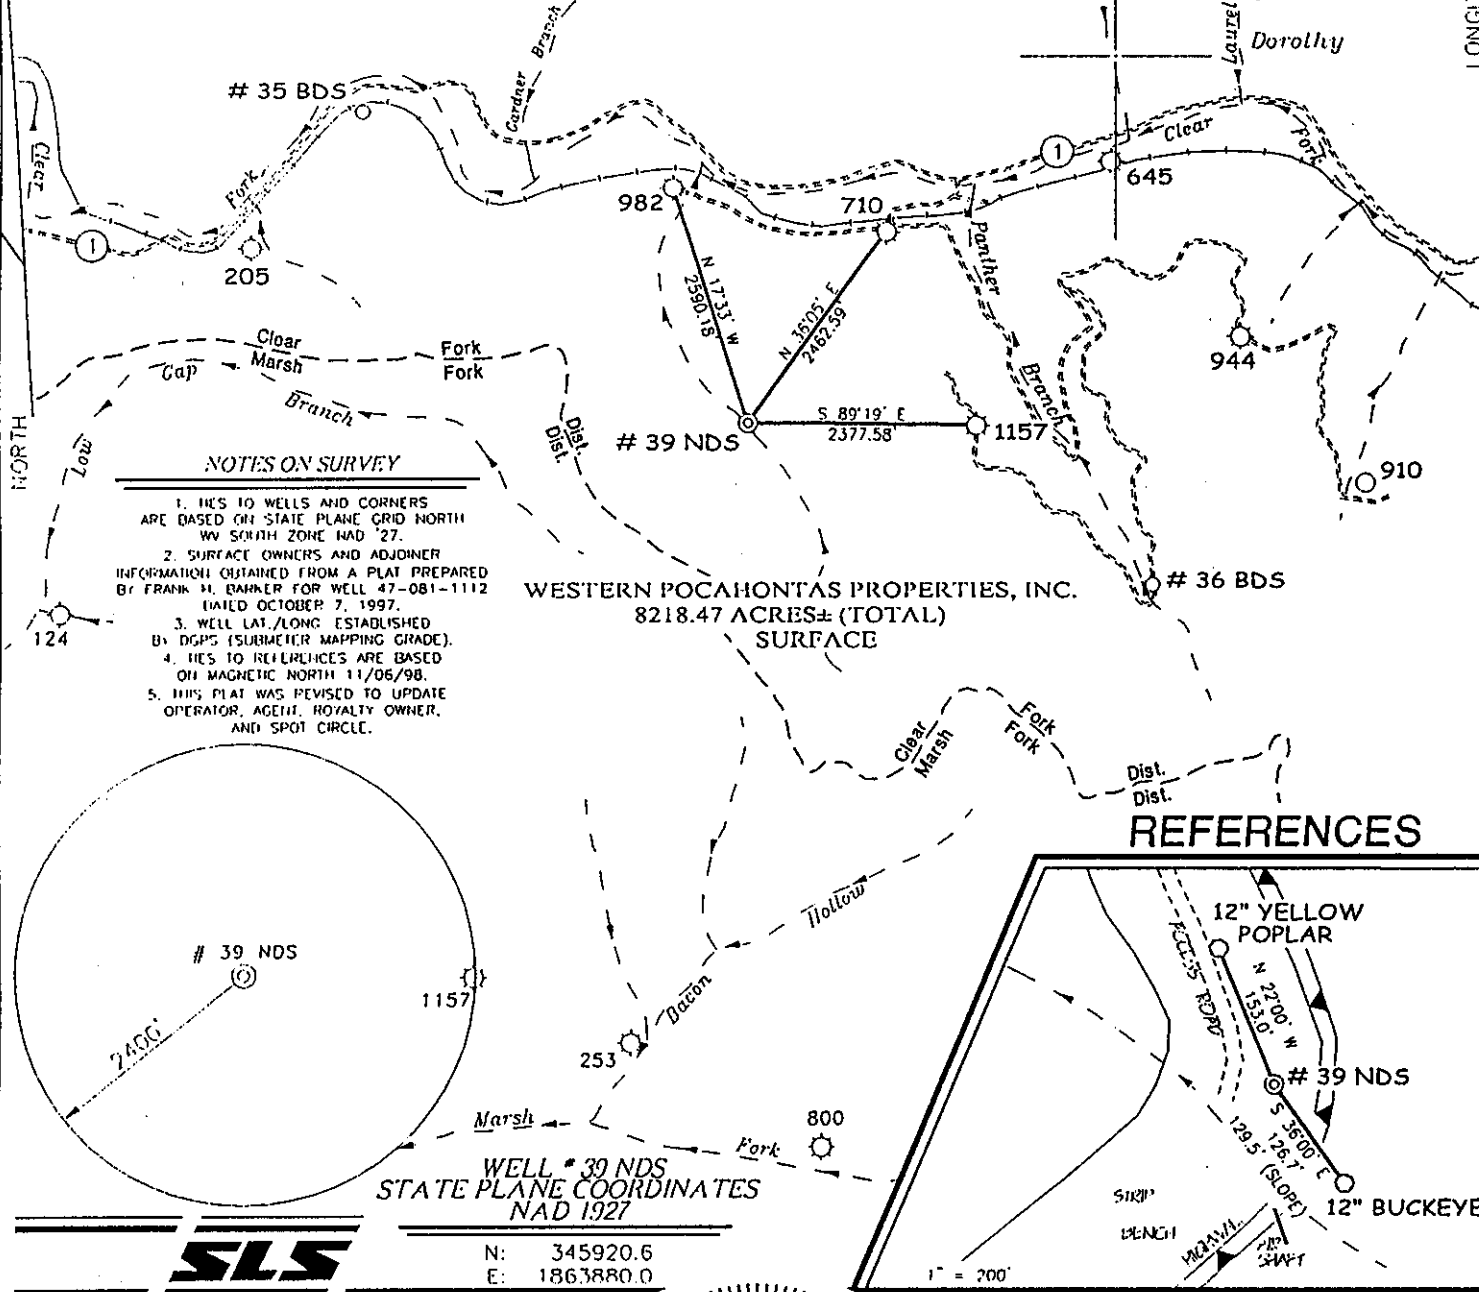 Laurel
Dorothy
Gardner Branch
# 35 BDS
Clear
Fork
1
Clear
Fork
1
645
982
710
205
Panther
Branch
N 17°33' W
2590.18'
N 36°05' E
2462.59'
944
Clear
Marsh
Fork
Fork
Gap
Branch
Low
Dist.
Dist.
NORTH
S 89°19' E
2377.58'
# 39 NDS
1157
910
NOTES ON SURVEY
1. TIES TO WELLS AND CORNERS
ARE BASED ON STATE PLANE GRID NORTH
WV SOUTH ZONE NAD '27.
2. SURFACE OWNERS AND ADJOINER
INFORMATION OBTAINED FROM A PLAT PREPARED
BY FRANK H. BARKER FOR WELL 47-081-1112
DATED OCTOBER 7, 1997.
3. WELL LAT./LONG ESTABLISHED
BY DGPS (SUBMETER MAPPING GRADE).
4. TIES TO REFERENCES ARE BASED
ON MAGNETIC NORTH 11/06/98.
5. THIS PLAT WAS REVISED TO UPDATE
OPERATOR, AGENT, ROYALTY OWNER,
AND SPOT CIRCLE.
# 36 BDS
WESTERN POCAHONTAS PROPERTIES, INC.
8218.47 ACRES± (TOTAL)
SURFACE
124
Clear
Marsh
Fork
Fork
Dist.
Dist.
REFERENCES
Hollow
Bacon
# 39 NDS
1157
2400'
253
800
Marsh
Fork
12" YELLOW
POPLAR
ACCESS ROAD
N 22°00' W
153.0'
# 39 NDS
S 36°00' E
126.7'
129.5' (SLOPE)
12" BUCKEYE
STRIP
BENCH
HIGHWALL
SHAFT
1" = 200'
WELL # 39 NDS
STATE PLANE COORDINATES
NAD 1927
N: 345920.6
E: 1863880.0
SLS